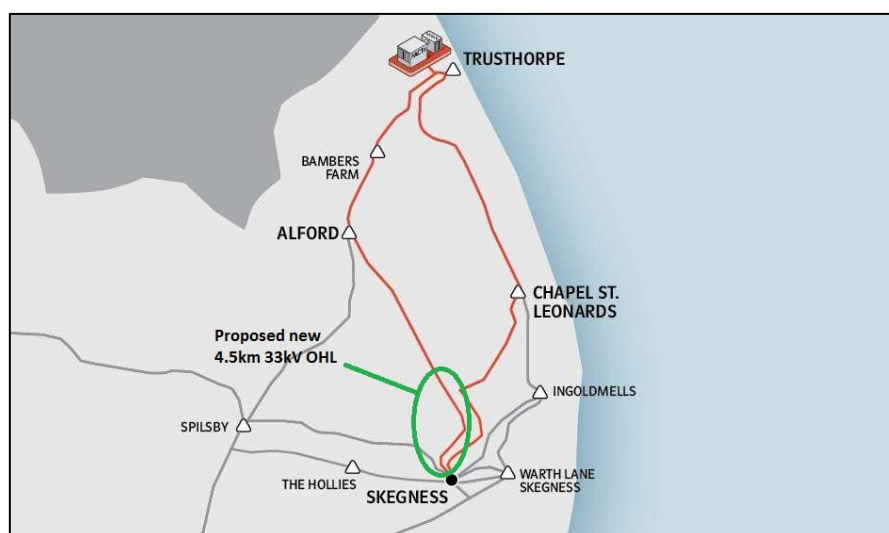 TRUSTHORPE
BAMBERS
FARM
ALFORD
CHAPEL ST.
LEONARDS
Proposed new
4.5km 33kV OHL
INGOLDMELLS
SPILSBY
THE HOLLIES
WARTH LANE
SKEGNESS
SKEGNESS